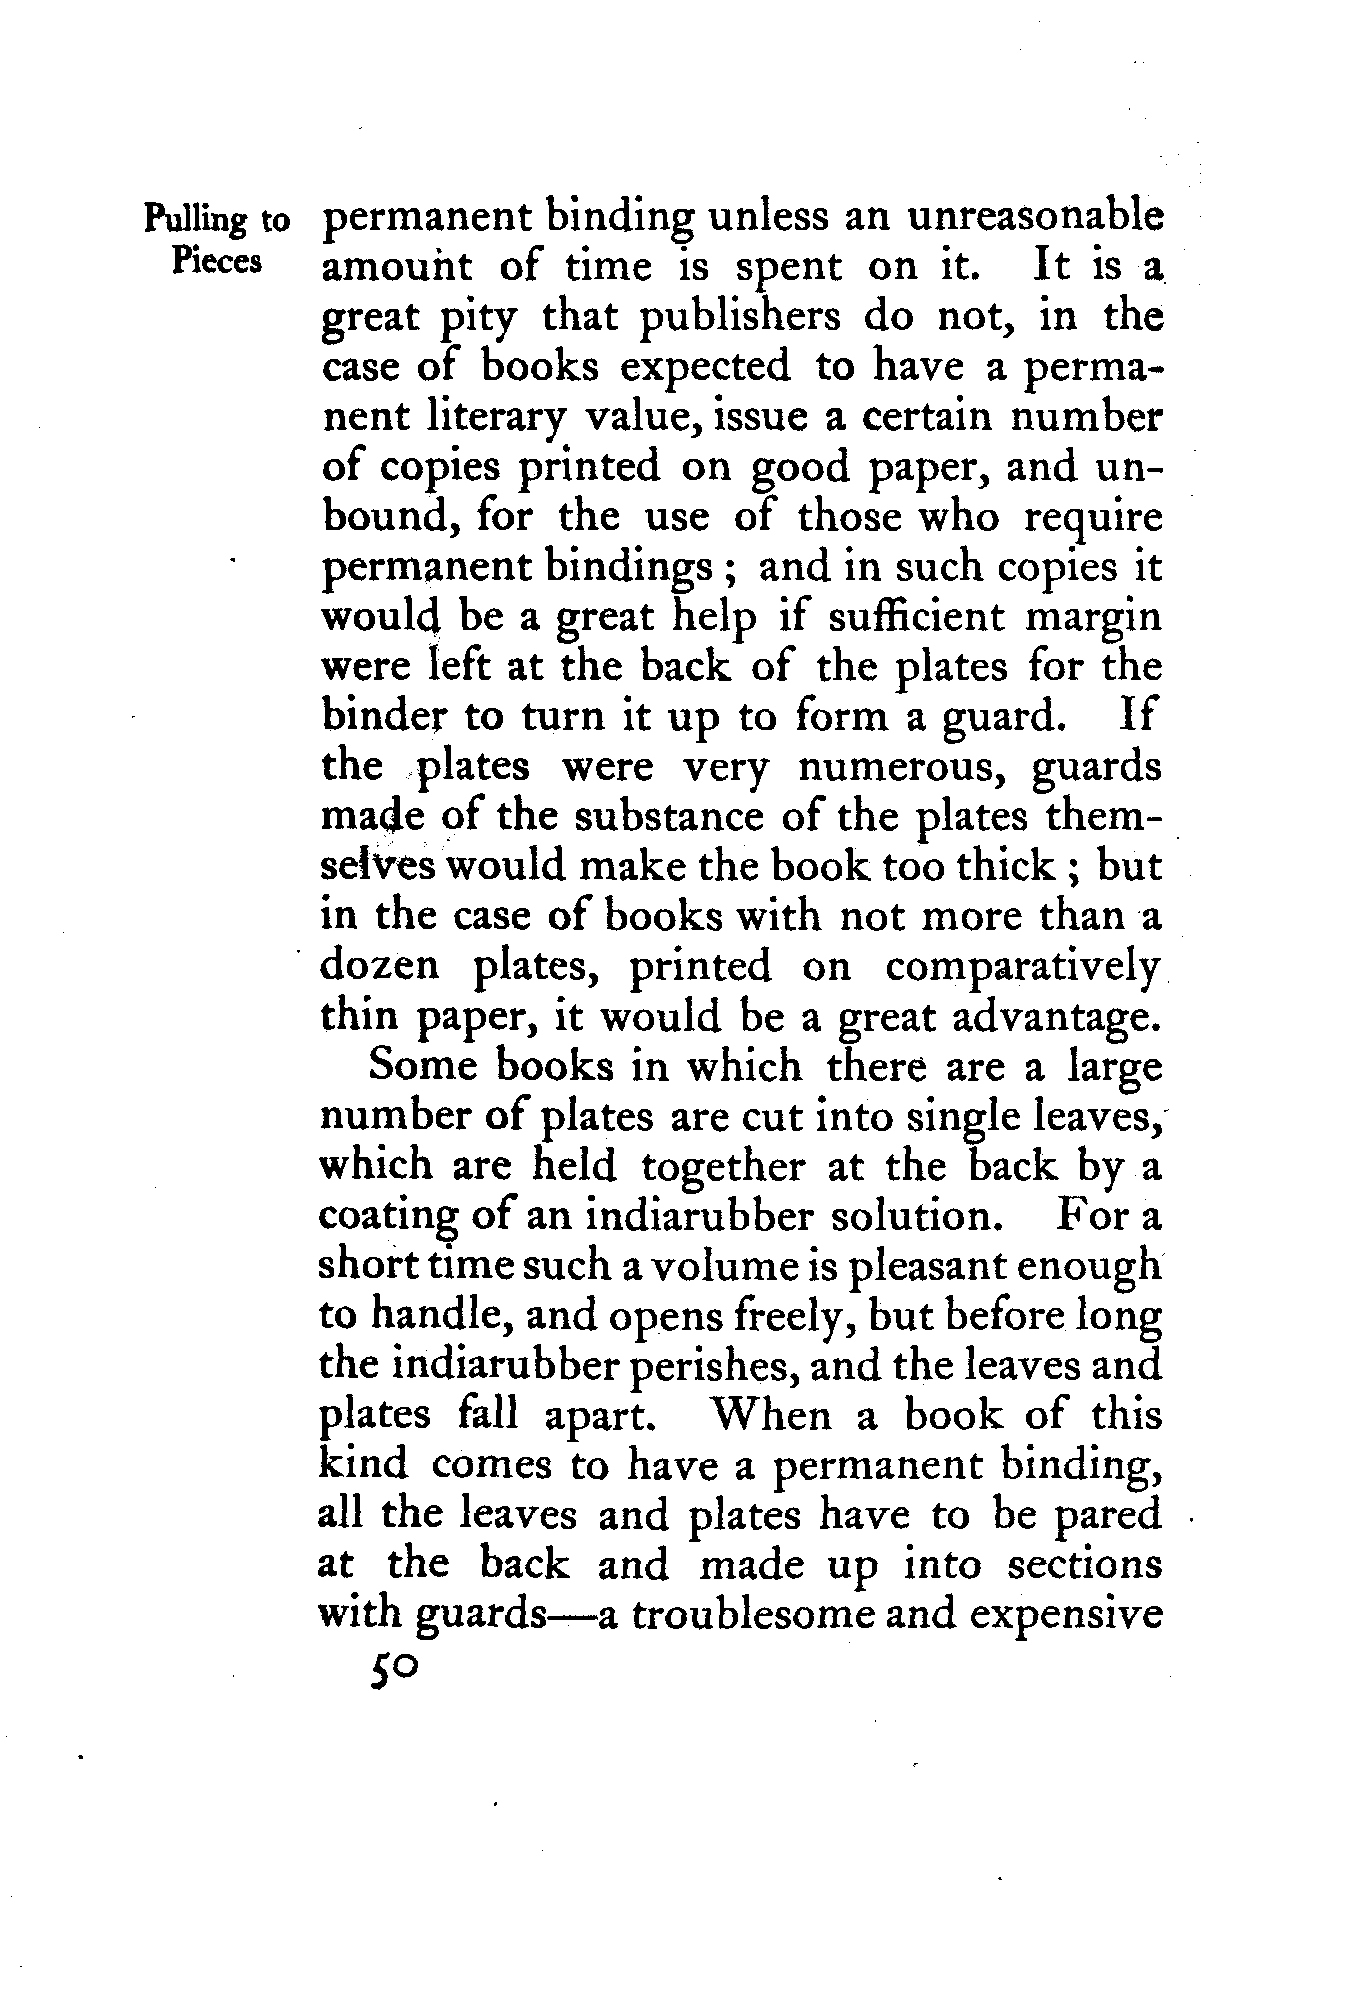 Pulling to
Pieces
permanent binding unless an unreasonable
amount of time is spent on it. It is a
great pity that publishers do not, in the
case of books expected to have a perma-
nent literary value, issue a certain number
of copies printed on good paper, and un-
bound, for the use of those who require
permanent bindings ; and in such copies it
would be a great help if sufficient margin
were left at the back of the plates for the
binder to turn it up to form a guard. If
the plates were very numerous, guards
made of the substance of the plates them-
selves would make the book too thick ; but
in the case of books with not more than a
dozen plates, printed on comparatively
thin paper, it would be a great advantage.
Some books in which there are a large
number of plates are cut into single leaves,
which are held together at the back by a
coating of an indiarubber solution. For a
short time such a volume is pleasant enough
to handle, and opens freely, but before long
the indiarubber perishes, and the leaves and
plates fall apart. When a book of this
kind comes to have a permanent binding,
all the leaves and plates have to be pared
at the back and made up into sections
with guards—a troublesome and expensive
50